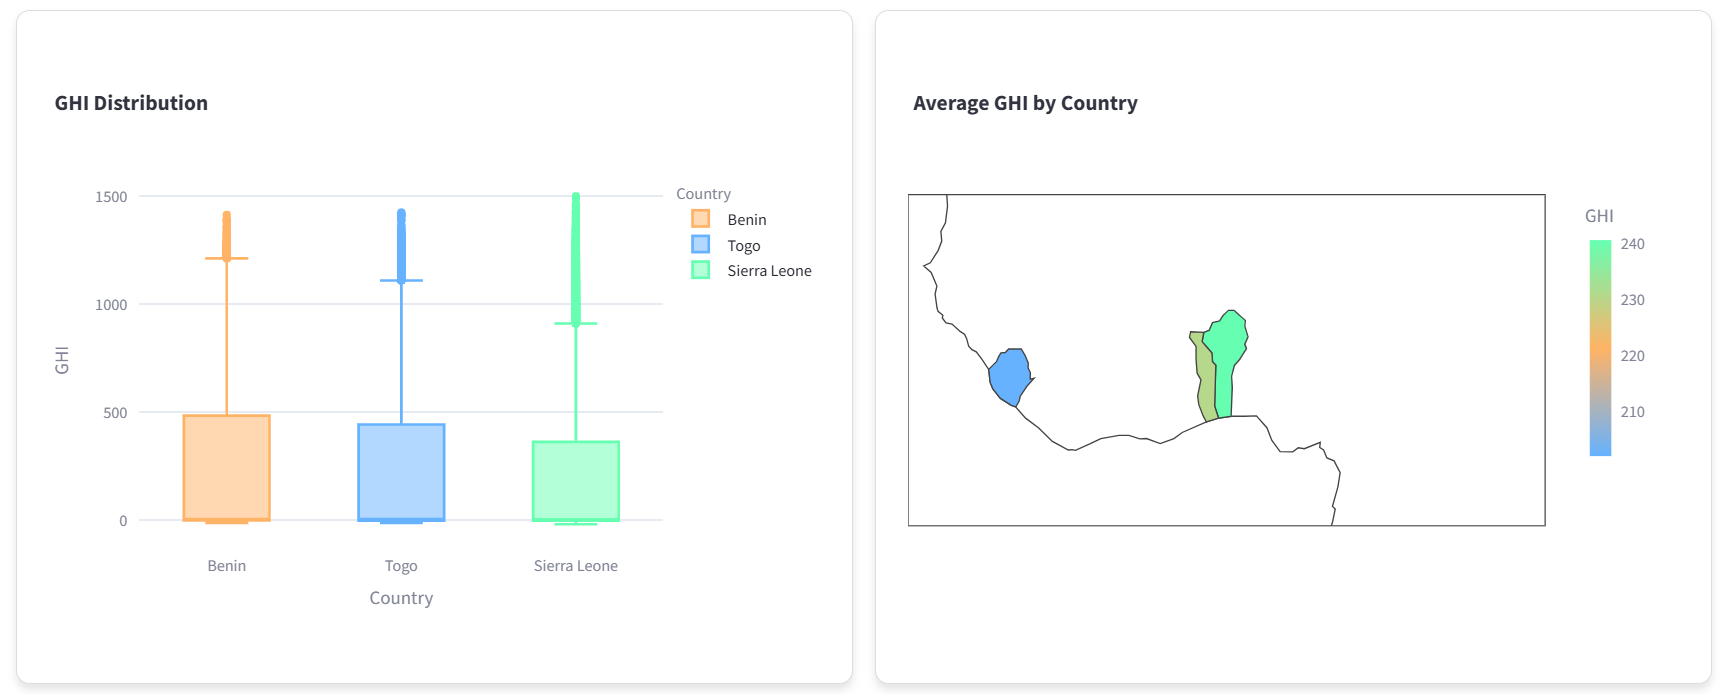 GHI Distribution
1500
1000
500
0
GHI
Benin
Togo
Sierra Leone
Country
Country
Benin
Togo
Sierra Leone
Average GHI by Country
GHI
240
230
220
210